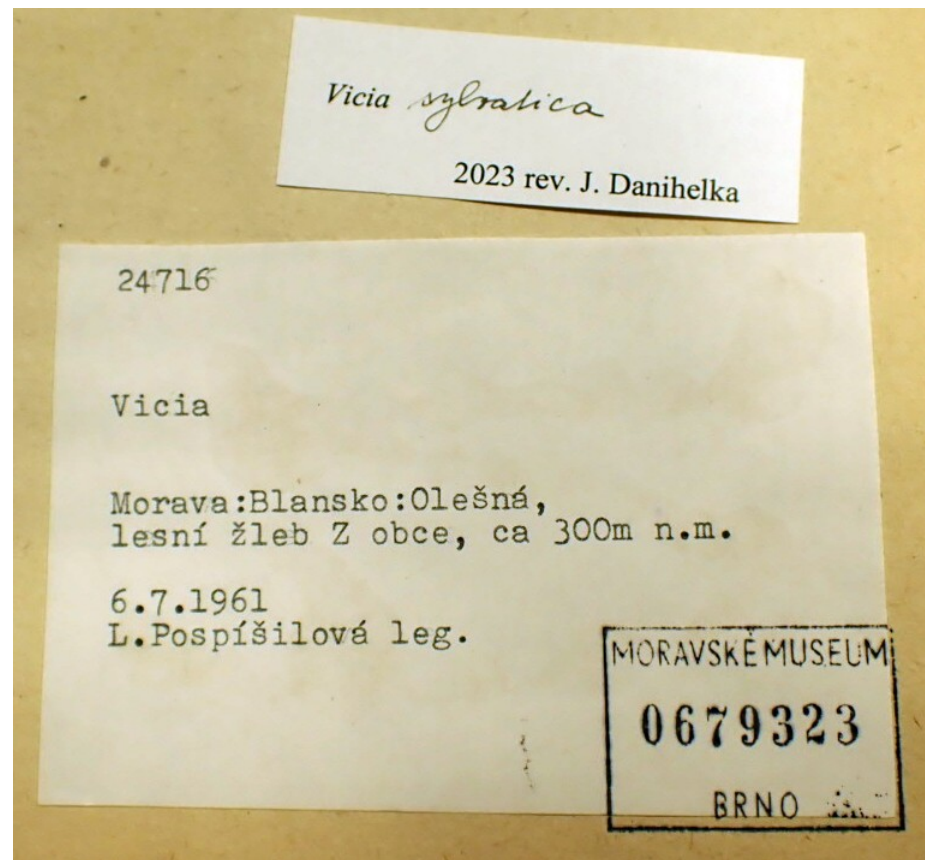 Vicia sylvatica
2023 rev. J. Danihelka
24716
Vicia
Morava:Blansko:Olešná,
lesní žleb Z obce, ca 300m n.m.
6.7.1961
L.Pospíšilová leg.
MORAVSKÉ MUSEUM
0679323
BRNO